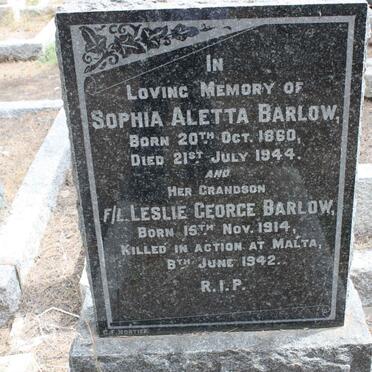 IN
LOVING MEMORY OF
SOPHIA ALETTA BARLOW,
BORN 20TH OCT. 1860,
DIED 21ST JULY 1944.
AND
HER GRANDSON
F/L. LESLIE GEORGE BARLOW,
BORN 15TH NOV. 1914,
KILLED IN ACTION AT MALTA,
8TH JUNE 1942.
R.I.P.
MORTIER